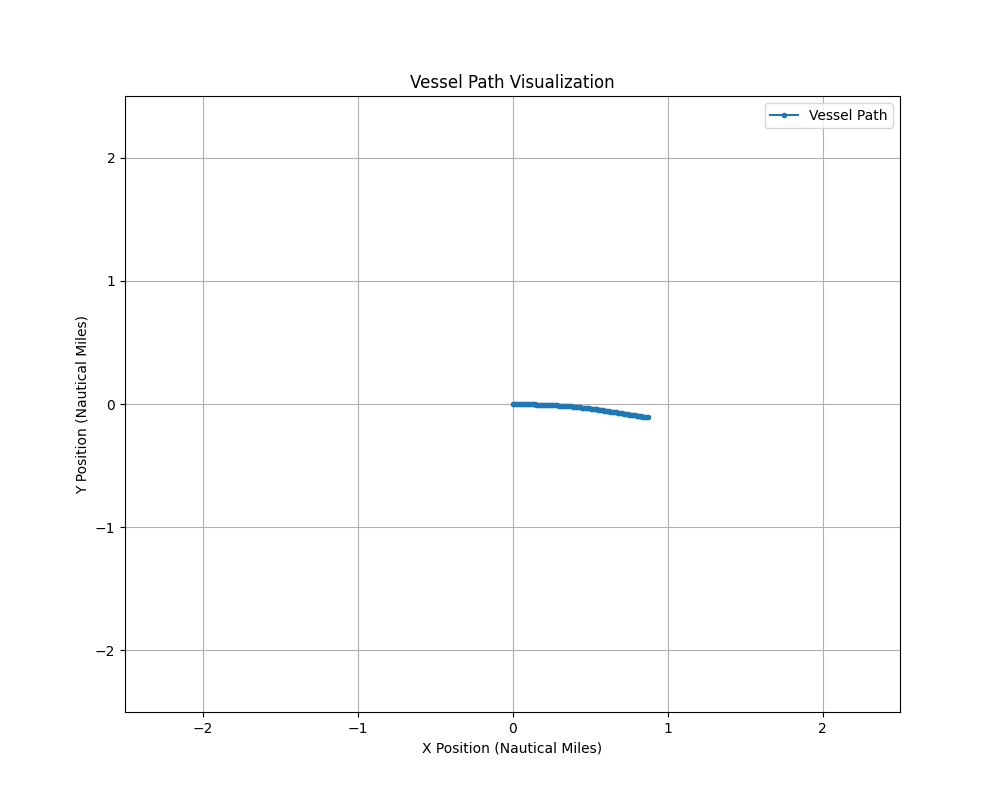 Vessel Path Visualization
Vessel Path
2
1
0
−1
−2
Y Position (Nautical Miles)
−2
−1
0
1
2
X Position (Nautical Miles)